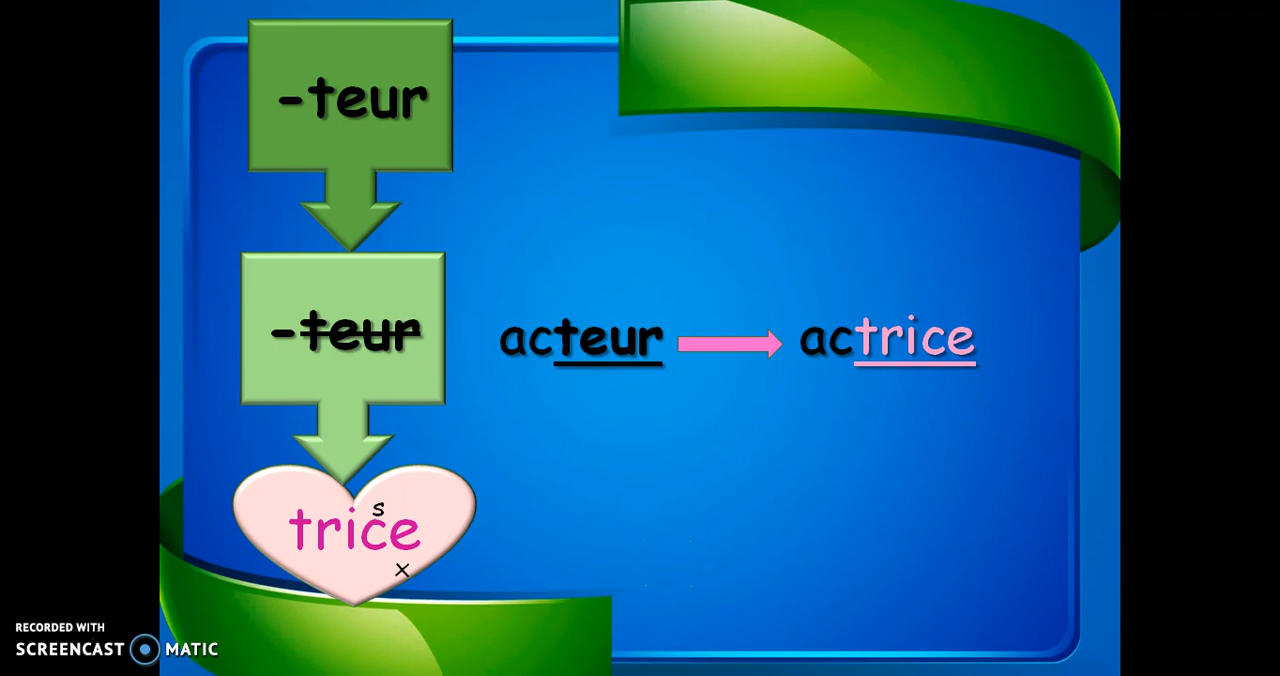 -teur
-teur
acteur
actrice
s
trice
x
RECORDED WITH
SCREENCAST MATIC